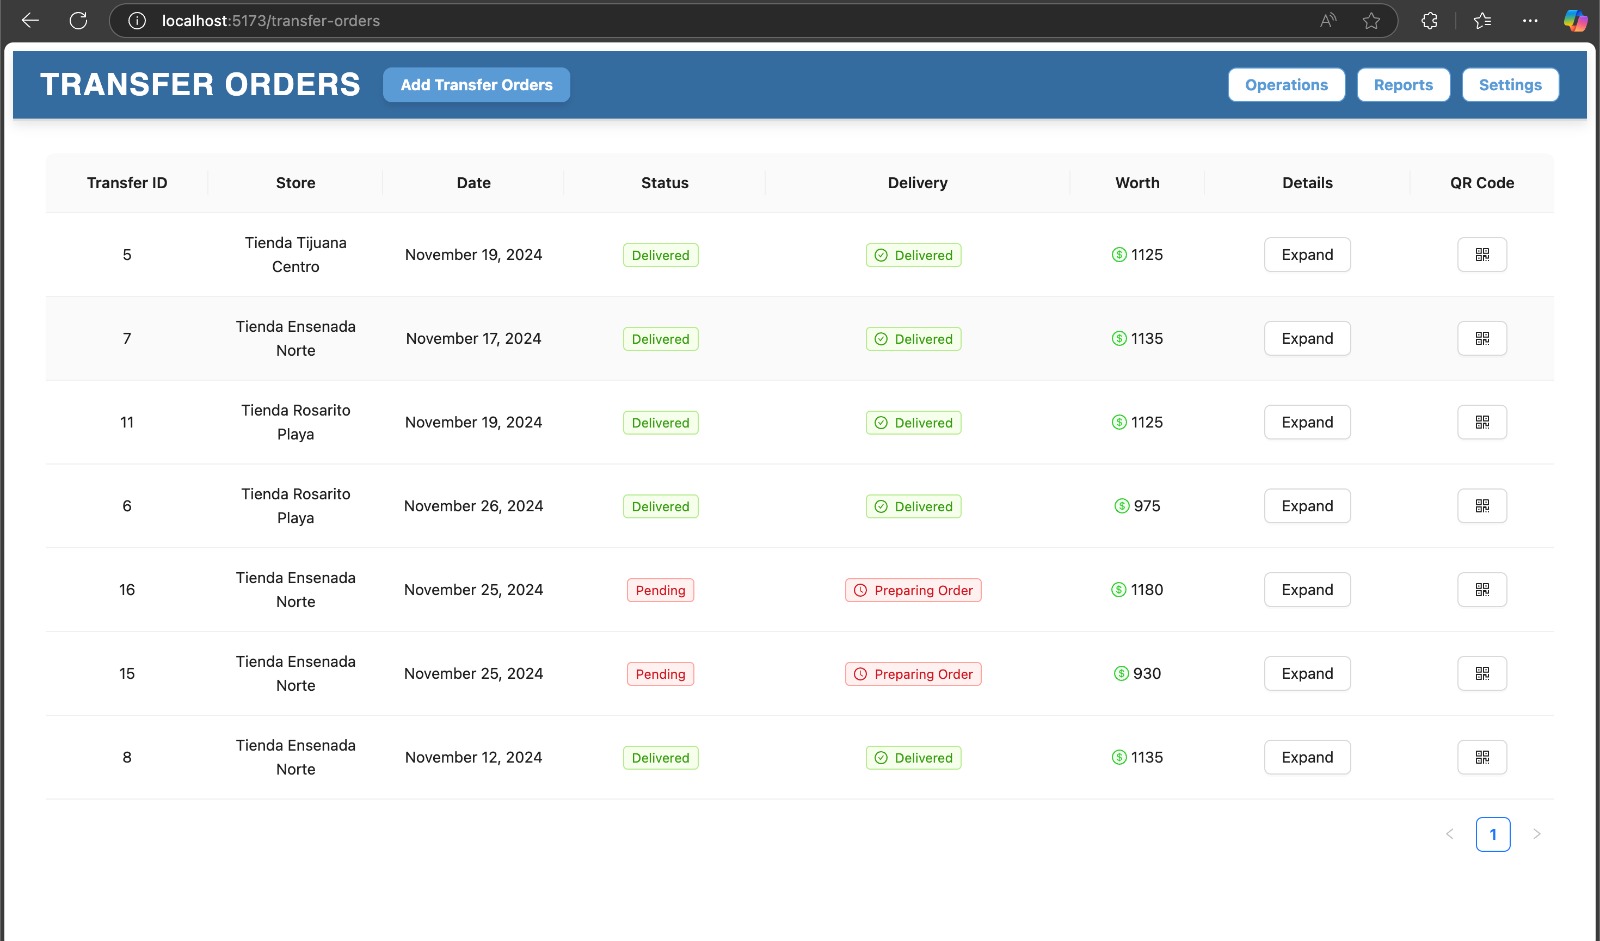 localhost:5173/transfer-orders
TRANSFER ORDERS Add Transfer Orders Operations Reports Settings
Transfer ID Store Date Status Delivery Worth Details QR Code
5 Tienda Tijuana Centro November 19, 2024 Delivered Delivered $ 1125 Expand
7 Tienda Ensenada Norte November 17, 2024 Delivered Delivered $ 1135 Expand
11 Tienda Rosarito Playa November 19, 2024 Delivered Delivered $ 1125 Expand
6 Tienda Rosarito Playa November 26, 2024 Delivered Delivered $ 975 Expand
16 Tienda Ensenada Norte November 25, 2024 Pending Preparing Order $ 1180 Expand
15 Tienda Ensenada Norte November 25, 2024 Pending Preparing Order $ 930 Expand
8 Tienda Ensenada Norte November 12, 2024 Delivered Delivered $ 1135 Expand
< 1 >